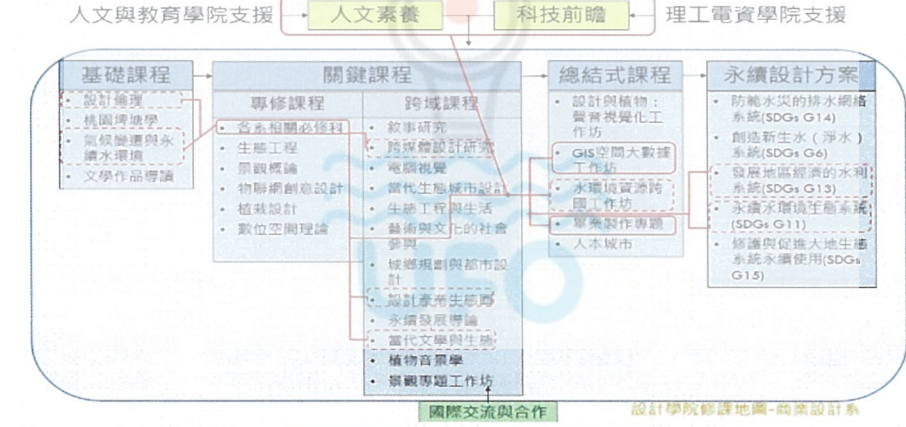 人文與教育學院支援
人文素養
科技前瞻
理工電資學院支援
基礎課程
• 設計倫理
• 桃園埤塘學
• 氣候變遷與永
續水環境
• 文學作品導讀
關鍵課程
專修課程
• 各系相關必修科
• 生態工程
• 景觀概論
• 物聯網創意設計
• 植栽設計
• 數位空間理論
跨域課程
• 敘事研究
• 跨媒體設計研究
• 電腦視覺
• 當代生態城市設計
• 生態工程與生活
• 藝術與文化的社會
參與
• 城鄉規劃與都市設
計
• 設計產業生態圈
• 永續發展導論
• 當代文學與生態
• 植物音景學
• 景觀專題工作坊
總結式課程
• 設計與植物：
聲音視覺化工
作坊
• GIS空間大數據
工作坊
• 水環境資源跨
國工作坊
• 畢業製作專題
• 人本城市
永續設計方案
• 防範水災的排水網絡
系統(SDGs G14)
• 創造新生水（淨水）
系統(SDGs G6)
• 發展地區經濟的水利
系統(SDGs G13)
• 永續水環境生態系統
(SDGs G11)
• 修護與促進大地生態
系統永續使用(SDGs
G15)
國際交流與合作
設計學院修課地圖-商業設計系
UEO